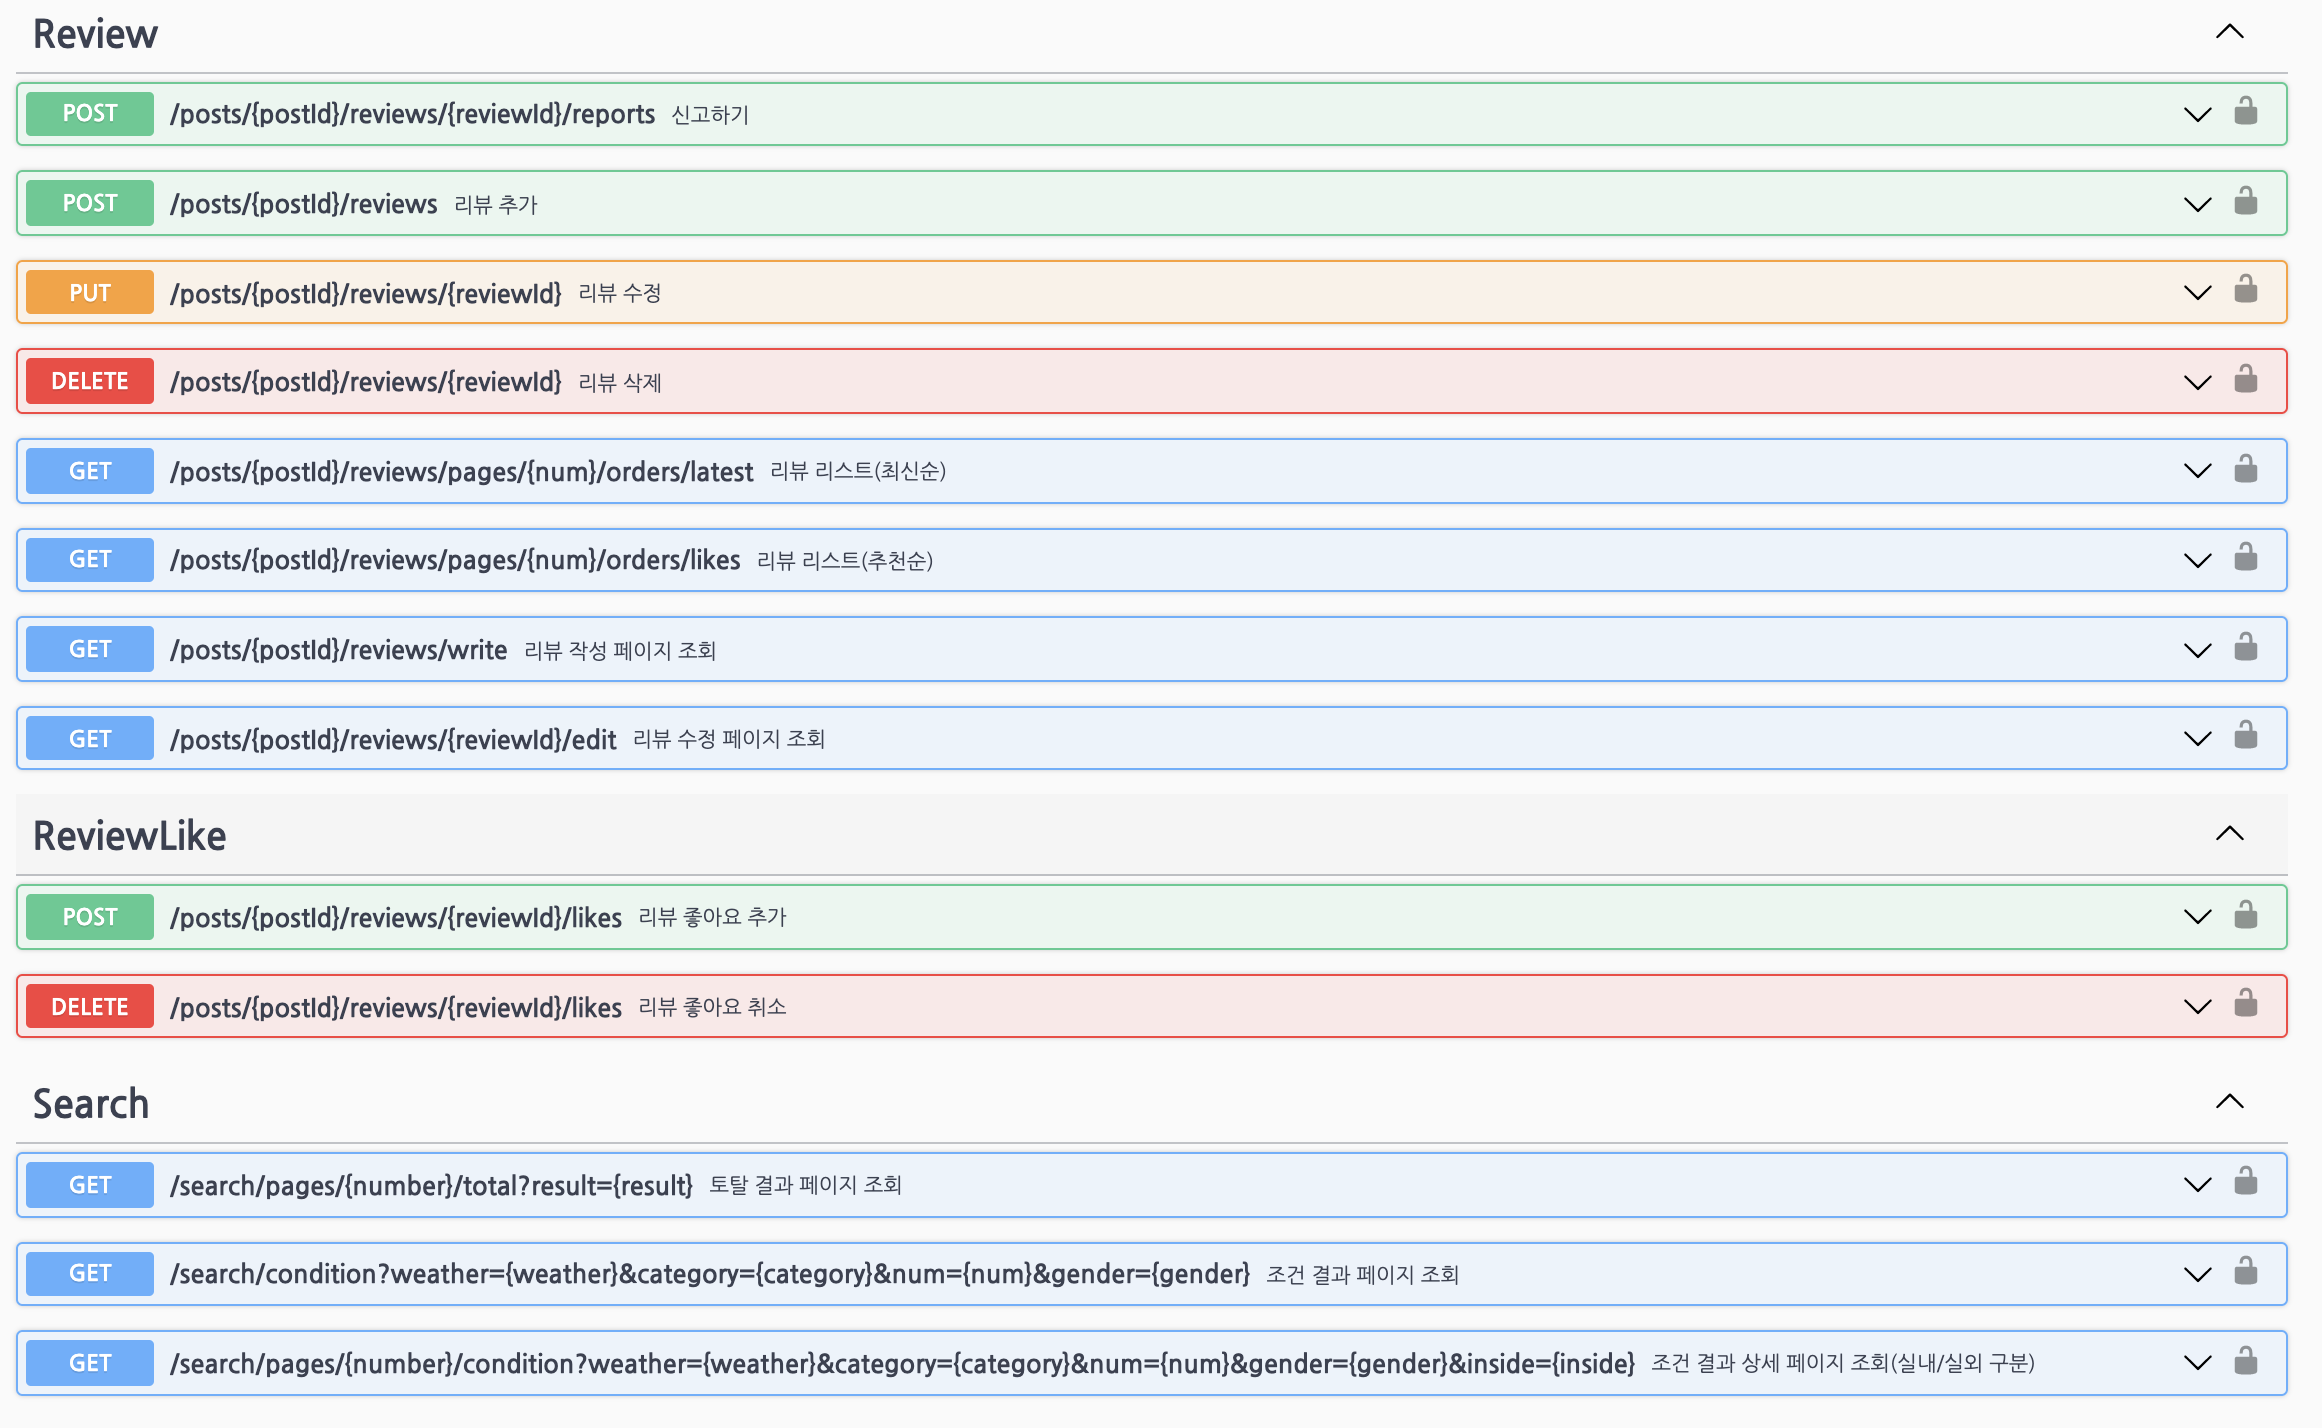 Review
POST /posts/{postId}/reviews/{reviewId}/reports 신고하기
POST /posts/{postId}/reviews 리뷰 추가
PUT /posts/{postId}/reviews/{reviewId} 리뷰 수정
DELETE /posts/{postId}/reviews/{reviewId} 리뷰 삭제
GET /posts/{postId}/reviews/pages/{num}/orders/latest 리뷰 리스트(최신순)
GET /posts/{postId}/reviews/pages/{num}/orders/likes 리뷰 리스트(추천순)
GET /posts/{postId}/reviews/write 리뷰 작성 페이지 조회
GET /posts/{postId}/reviews/{reviewId}/edit 리뷰 수정 페이지 조회
ReviewLike
POST /posts/{postId}/reviews/{reviewId}/likes 리뷰 좋아요 추가
DELETE /posts/{postId}/reviews/{reviewId}/likes 리뷰 좋아요 취소
Search
GET /search/pages/{number}/total?result={result} 토탈 결과 페이지 조회
GET /search/condition?weather={weather}&category={category}&num={num}&gender={gender} 조건 결과 페이지 조회
GET /search/pages/{number}/condition?weather={weather}&category={category}&num={num}&gender={gender}&inside={inside} 조건 결과 상세 페이지 조회(실내/실외 구분)